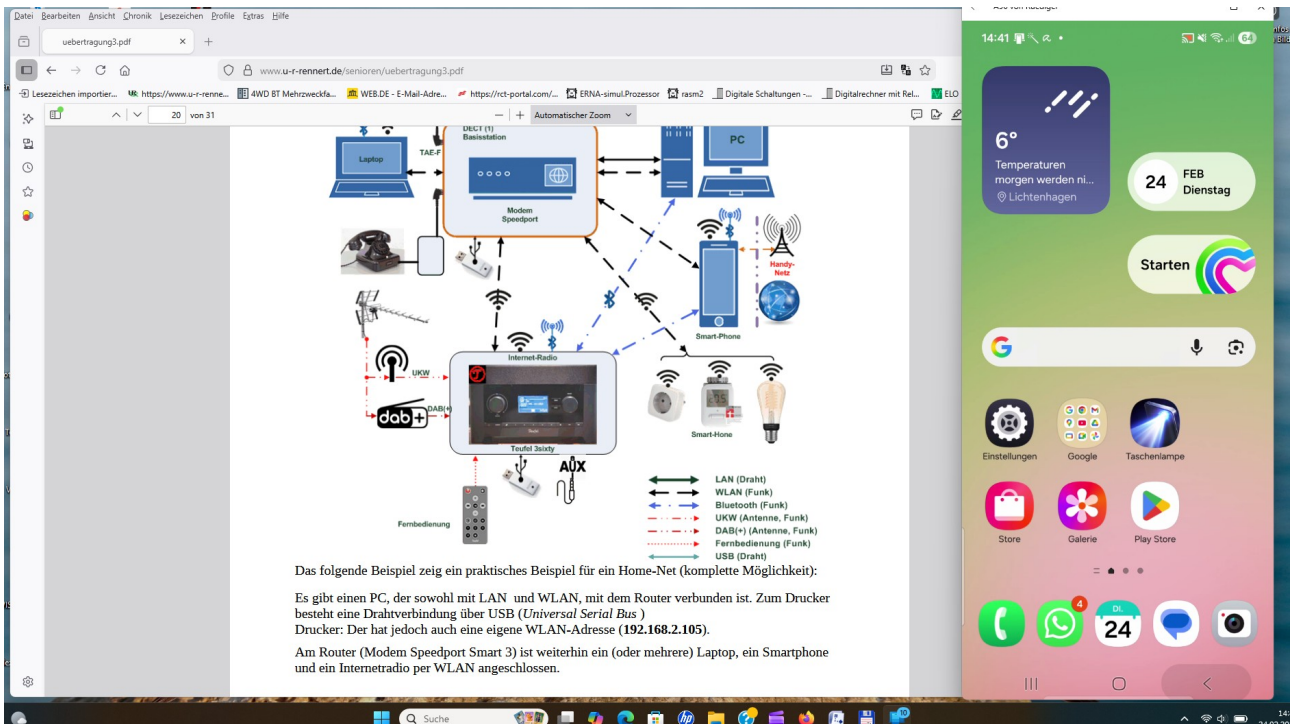 Datei Bearbeiten Ansicht Chronik Lesezeichen Profile Extras Hilfe
uebertragung3.pdf
www.u-r-rennert.de/senioren/uebertragung3.pdf
Lesezeichen importier... https://www.u-r-renne... 4WD BT Mehrzweckfa... WEB.DE - E-Mail-Adre... https://rct-portal.com/... ERNA-simul.Prozessor rasm2 Digitale Schaltungen -... Digitalrechner mit Rel... ELO
20 von 31
Automatischer Zoom
DECT (1)
Basisstation
Laptop
TAE-F
PC
Modem
Speedport
Handy-
Netz
Smart-Phone
Internet-Radio
UKW
dab+
DAB(+)
Teufel 3sixty
AUX
Smart-Hone
Fernbedienung
LAN (Draht)
WLAN (Funk)
Bluetooth (Funk)
UKW (Antenne, Funk)
DAB(+) (Antenne, Funk)
Fernbedienung (Funk)
USB (Draht)
Das folgende Beispiel zeig ein praktisches Beispiel für ein Home-Net (komplette Möglichkeit):
Es gibt einen PC, der sowohl mit LAN und WLAN, mit dem Router verbunden ist. Zum Drucker
besteht eine Drahtverbindung über USB (Universal Serial Bus )
Drucker: Der hat jedoch auch eine eigene WLAN-Adresse (192.168.2.105).
Am Router (Modem Speedport Smart 3) ist weiterhin ein (oder mehrere) Laptop, ein Smartphone
und ein Internetradio per WLAN angeschlossen.
14:41
64
6°
Temperaturen
morgen werden ni...
Lichtenhagen
24
FEB
Dienstag
Starten
Einstellungen
Google
Taschenlampe
Store
Galerie
Play Store
4
DI.
24
Suche
10